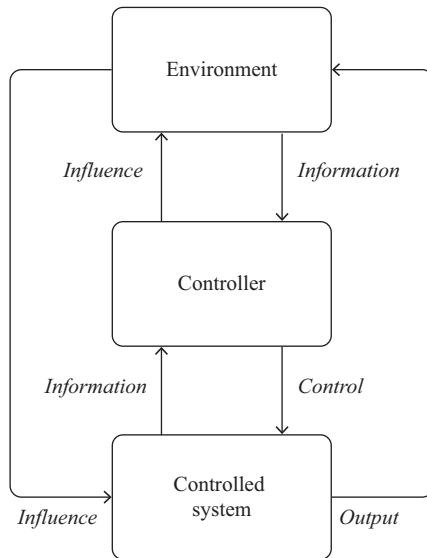 Environment
Influence
Information
Controller
Information
Control
Controlled
system
Influence
Output